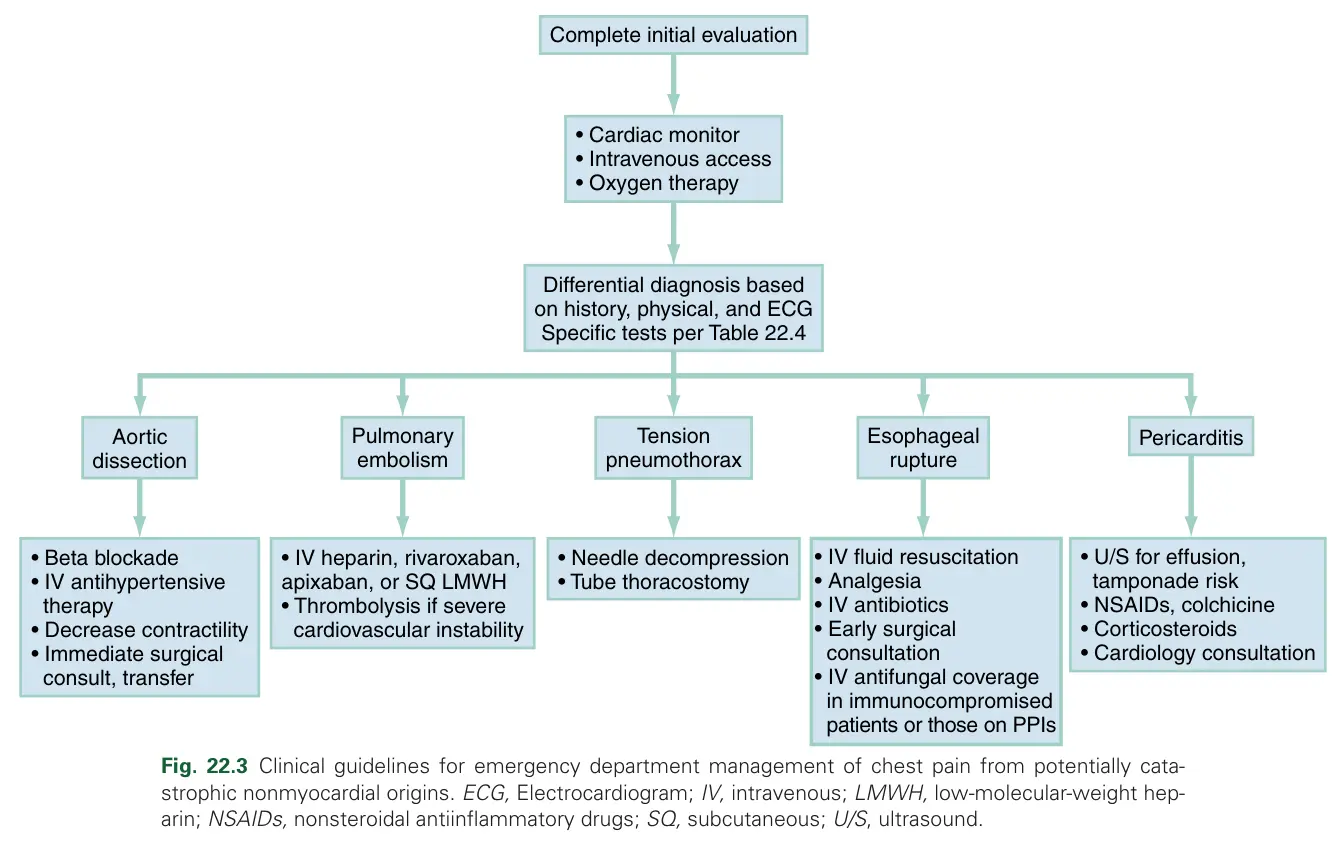 Complete initial evaluation
• Cardiac monitor
• Intravenous access
• Oxygen therapy
Differential diagnosis based
on history, physical, and ECG
Specific tests per Table 22.4
Aortic
dissection
Pulmonary
embolism
Tension
pneumothorax
Esophageal
rupture
Pericarditis
• Beta blockade
• IV antihypertensive
therapy
• Decrease contractility
• Immediate surgical
consult, transfer
• IV heparin, rivaroxaban,
apixaban, or SQ LMWH
• Thrombolysis if severe
cardiovascular instability
• Needle decompression
• Tube thoracostomy
• IV fluid resuscitation
• Analgesia
• IV antibiotics
• Early surgical
consultation
• IV antifungal coverage
in immunocompromised
patients or those on PPIs
• U/S for effusion,
tamponade risk
• NSAIDs, colchicine
• Corticosteroids
• Cardiology consultation
Fig. 22.3 Clinical guidelines for emergency department management of chest pain from potentially cata-
strophic nonmyocardial origins. ECG, Electrocardiogram; IV, intravenous; LMWH, low-molecular-weight hep-
arin; NSAIDs, nonsteroidal antiinflammatory drugs; SQ, subcutaneous; U/S, ultrasound.